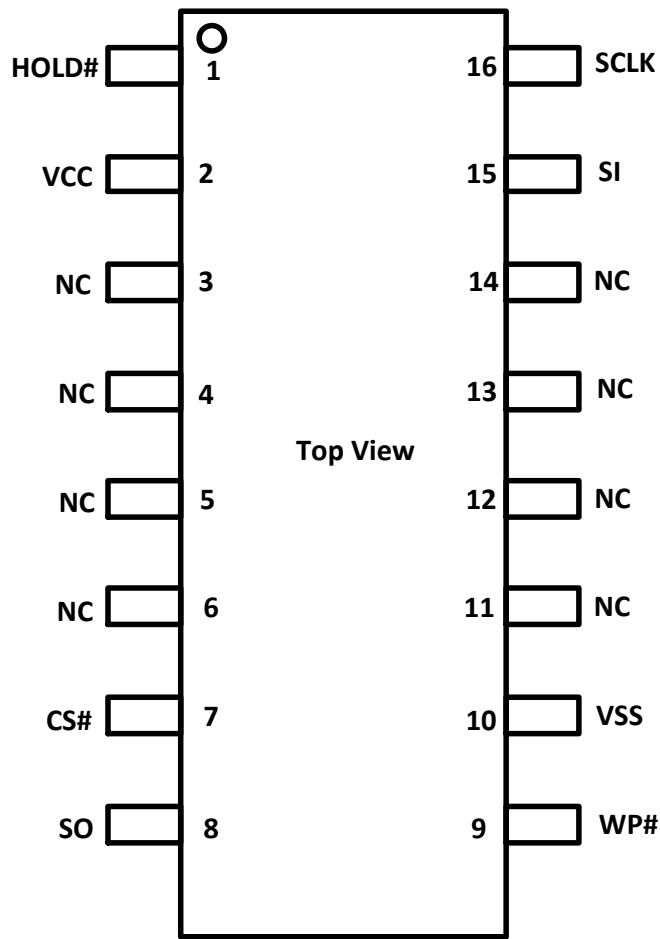 HOLD# 1 16 SCLK
VCC 2 15 SI
NC 3 14 NC
NC 4 13 NC
Top View
NC 5 12 NC
NC 6 11 NC
CS# 7 10 VSS
SO 8 9 WP#